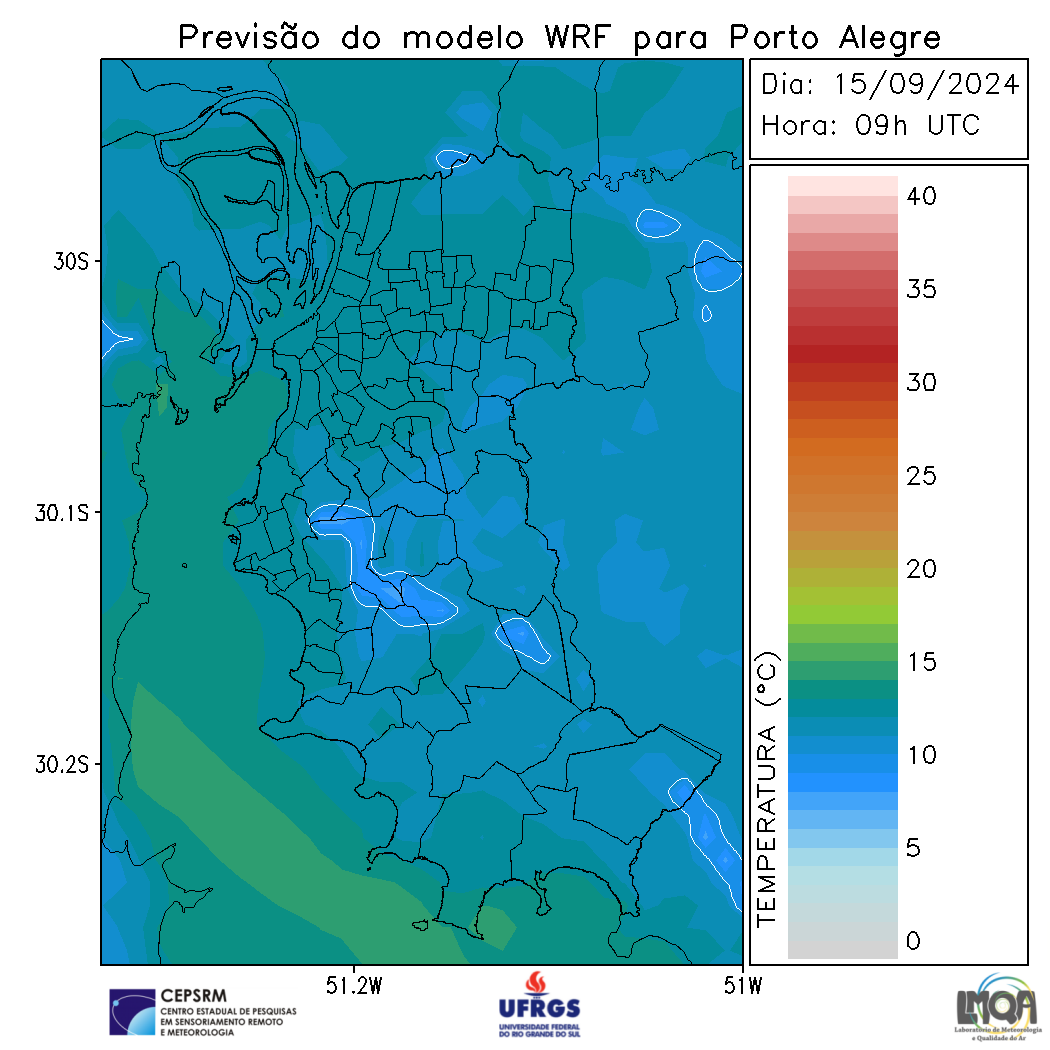 Previsão do modelo WRF para Porto Alegre
Dia: 15/09/2024
Hora: 09h UTC
40
35
30
25
20
15
10
5
0
TEMPERATURA (°C)
30S
30.1S
30.2S
51.2W
51W
CEPSRM
CENTRO ESTADUAL DE PESQUISAS
EM SENSORIAMENTO REMOTO
E METEOROLOGIA
UFRGS
UNIVERSIDADE FEDERAL
DO RIO GRANDE DO SUL
LMQA
Laboratório de Meteorologia
e Qualidade do Ar